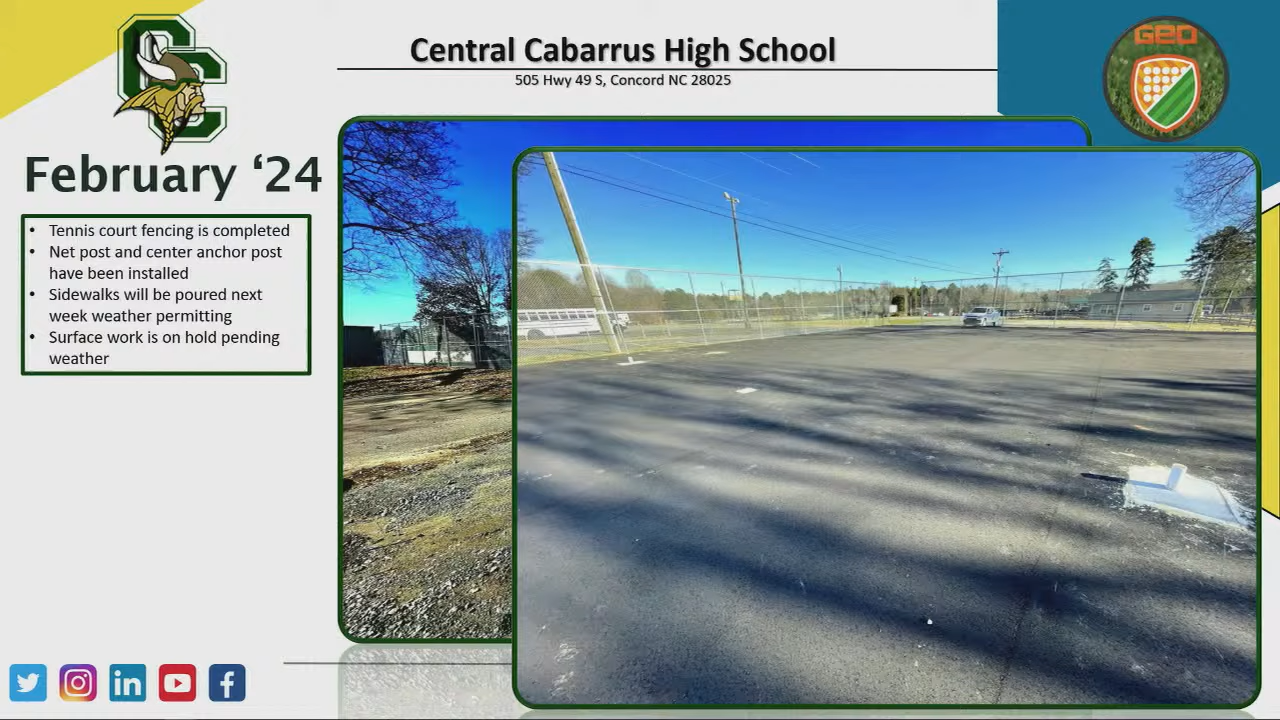 Central Cabarrus High School
505 Hwy 49 S, Concord NC 28025
GEO
February ‘24
• Tennis court fencing is completed
• Net post and center anchor post
have been installed
• Sidewalks will be poured next
week weather permitting
• Surface work is on hold pending
weather